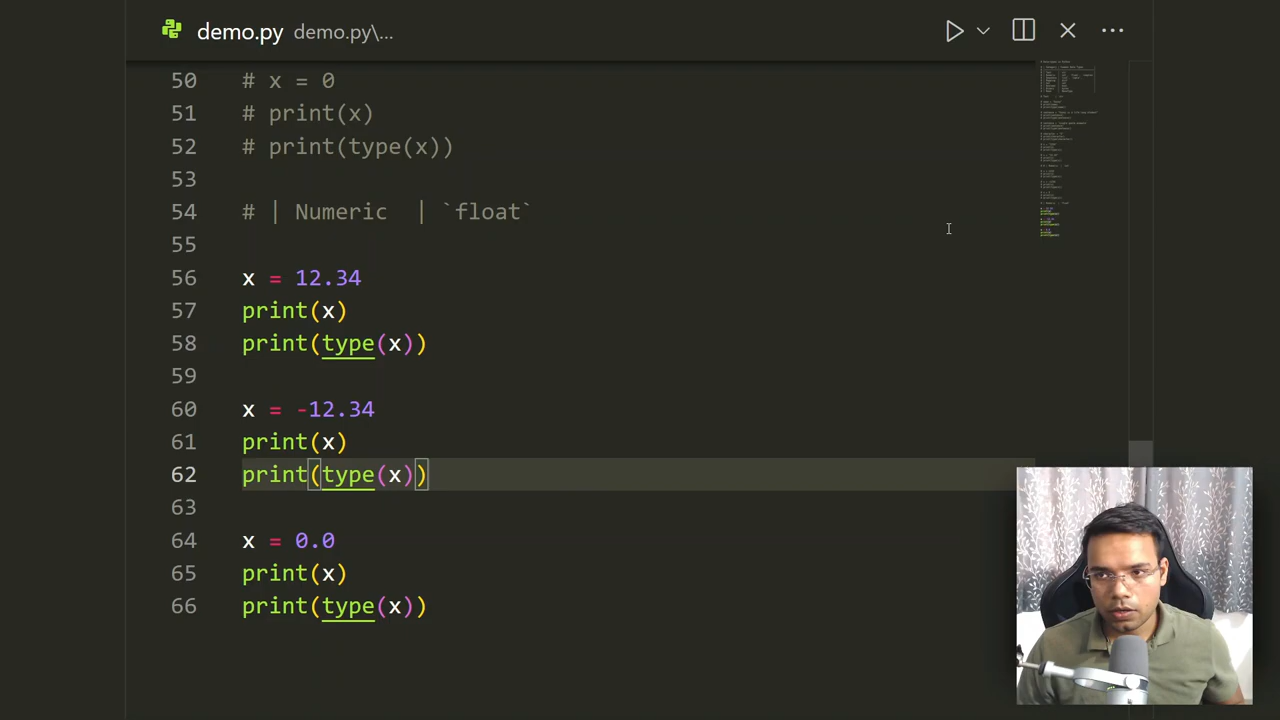 demo.py demo.py\...
50 # x = 0
51 # print(x)
52 # print(type(x))
53
54 # | Numeric | `float`
55
56 x = 12.34
57 print(x)
58 print(type(x))
59
60 x = -12.34
61 print(x)
62 print(type(x))
63
64 x = 0.0
65 print(x)
66 print(type(x))